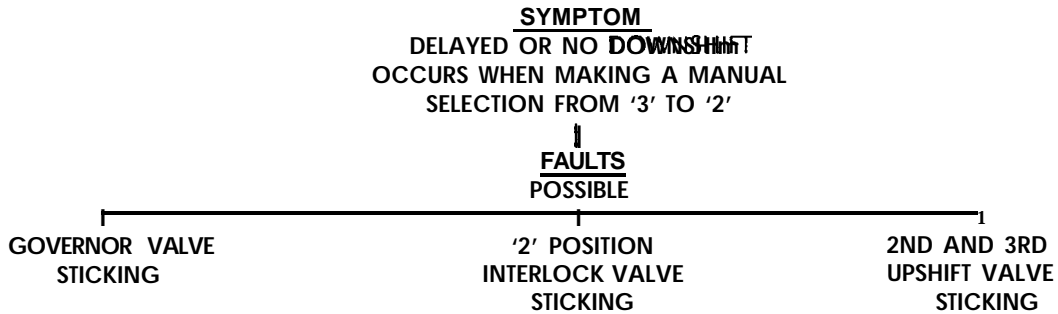 SYMPTOM
DELAYED OR NO DOWNSHIFT
OCCURS WHEN MAKING A MANUAL
SELECTION FROM ‘3’ TO ‘2’
FAULTS
POSSIBLE
GOVERNOR VALVE
STICKING
‘2’ POSITION
INTERLOCK VALVE
STICKING
2ND AND 3RD
UPSHIFT VALVE
STICKING